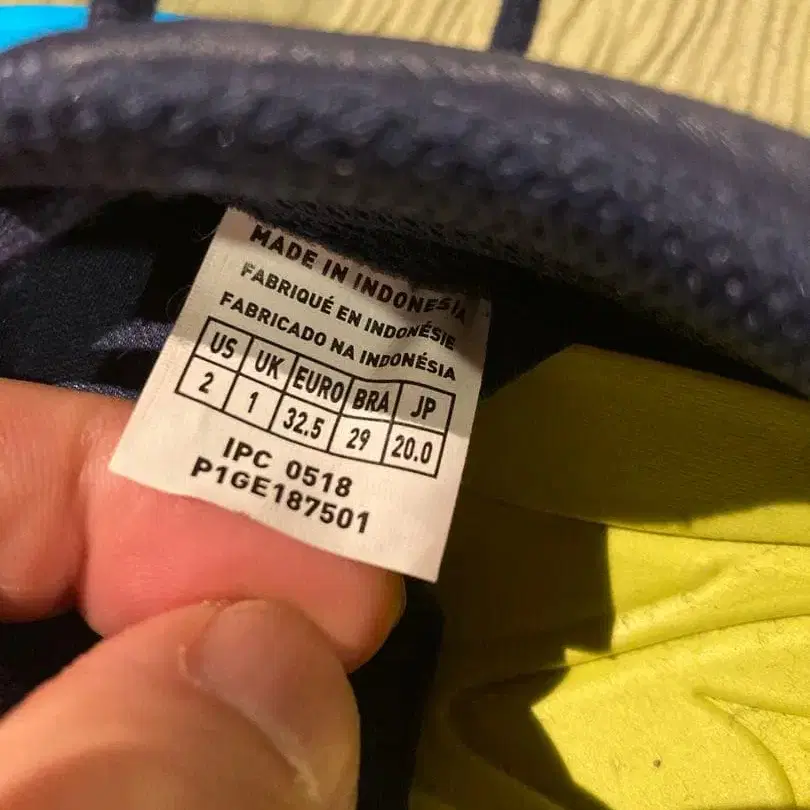 MADE IN INDONESIA
FABRIQUÉ EN INDONÉSIE
FABRICADO NA INDONÉSIA
US UK EURO BRA JP
2 1 32.5 29 20.0
IPC 0518
P1GE187501